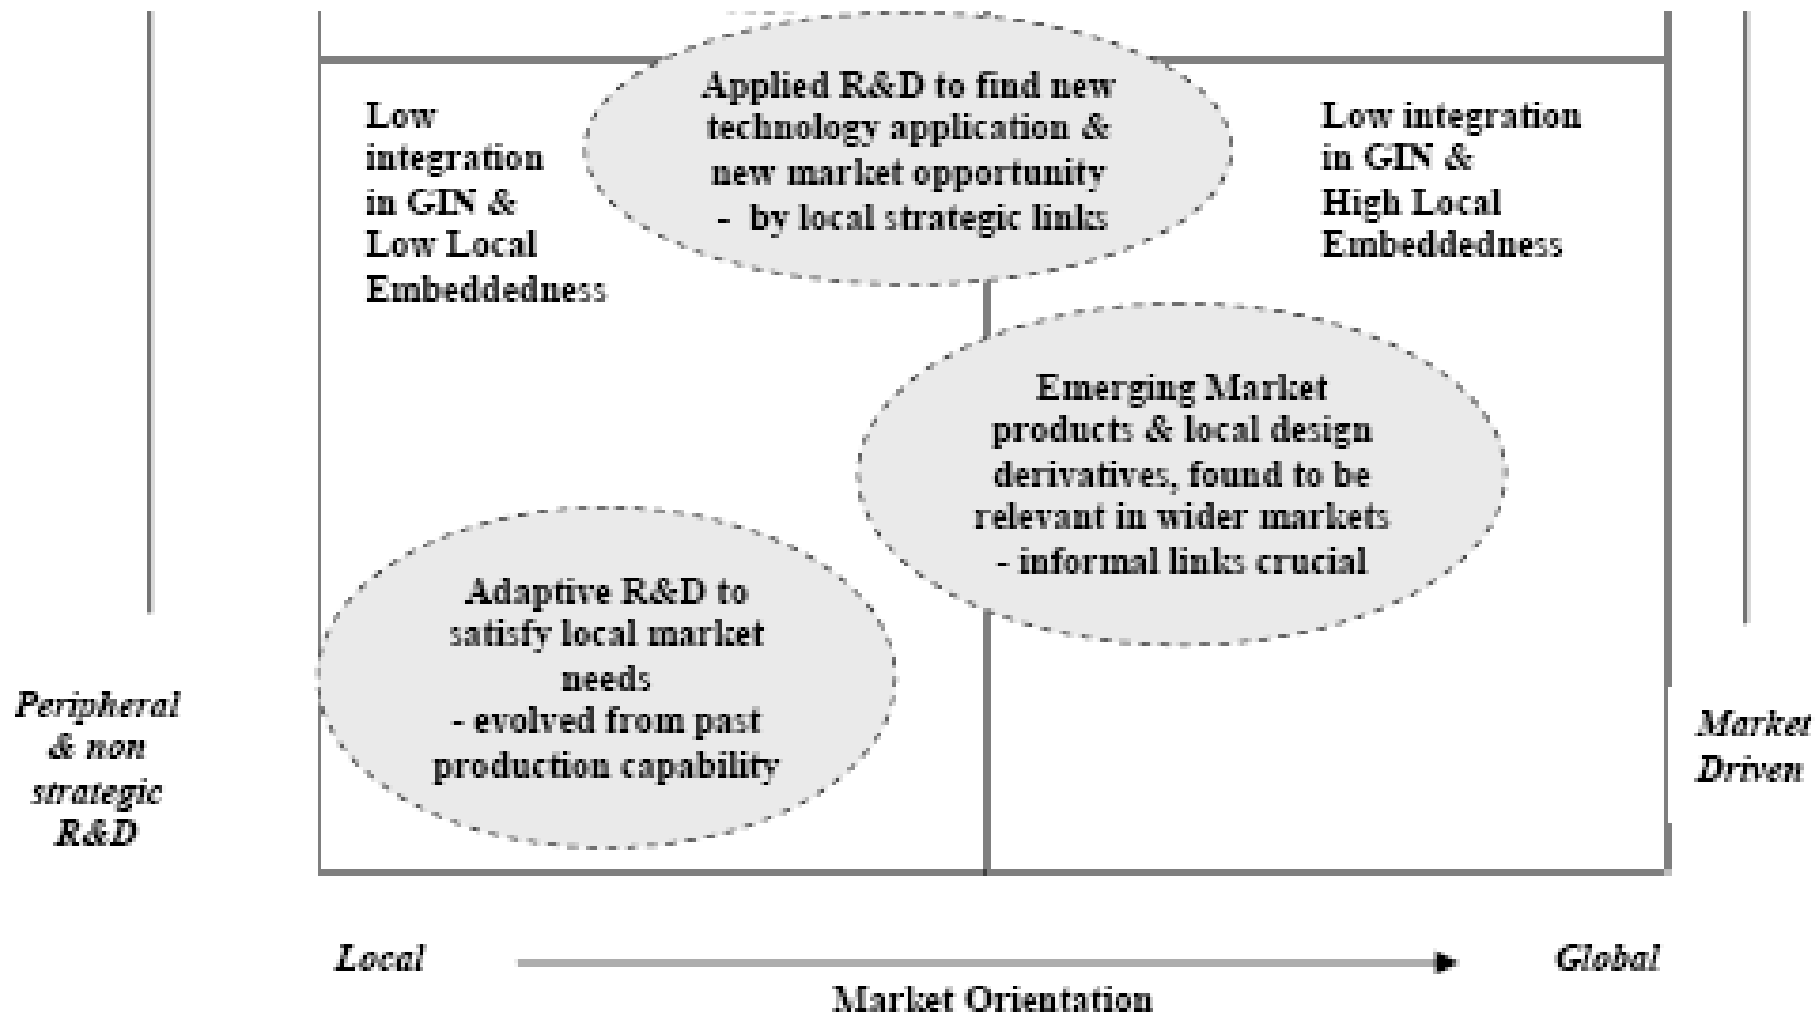 Applied R&D to find new
technology application &
new market opportunity
- by local strategic links
Low
integration
in GIN &
Low Local
Embeddedness
Low integration
in GIN &
High Local
Embeddedness
Emerging Market
products & local design
derivatives, found to be
relevant in wider markets
- informal links crucial
Adaptive R&D to
satisfy local market
needs
- evolved from past
production capability
Peripheral
& non
strategic
R&D
Market
Driven
Local
Global
Market Orientation